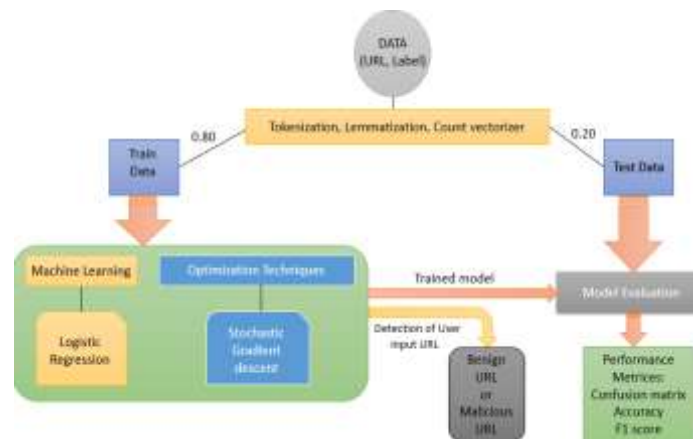 DATA
(URL, Label)
Tokesization, Lemmatization, Count vectorizer
0.80
0.20
Train
Data
Test Data
Machine Learning
Optimization Techniques
Trained model
Model Evaluation
Logistic
Regression
Stochastic
Gradient
descent
Detection of User
input URL
Benign
URL
or
Malicious
URL
Performance
Metrices:
Confusion matrix
Accuracy
F1 score